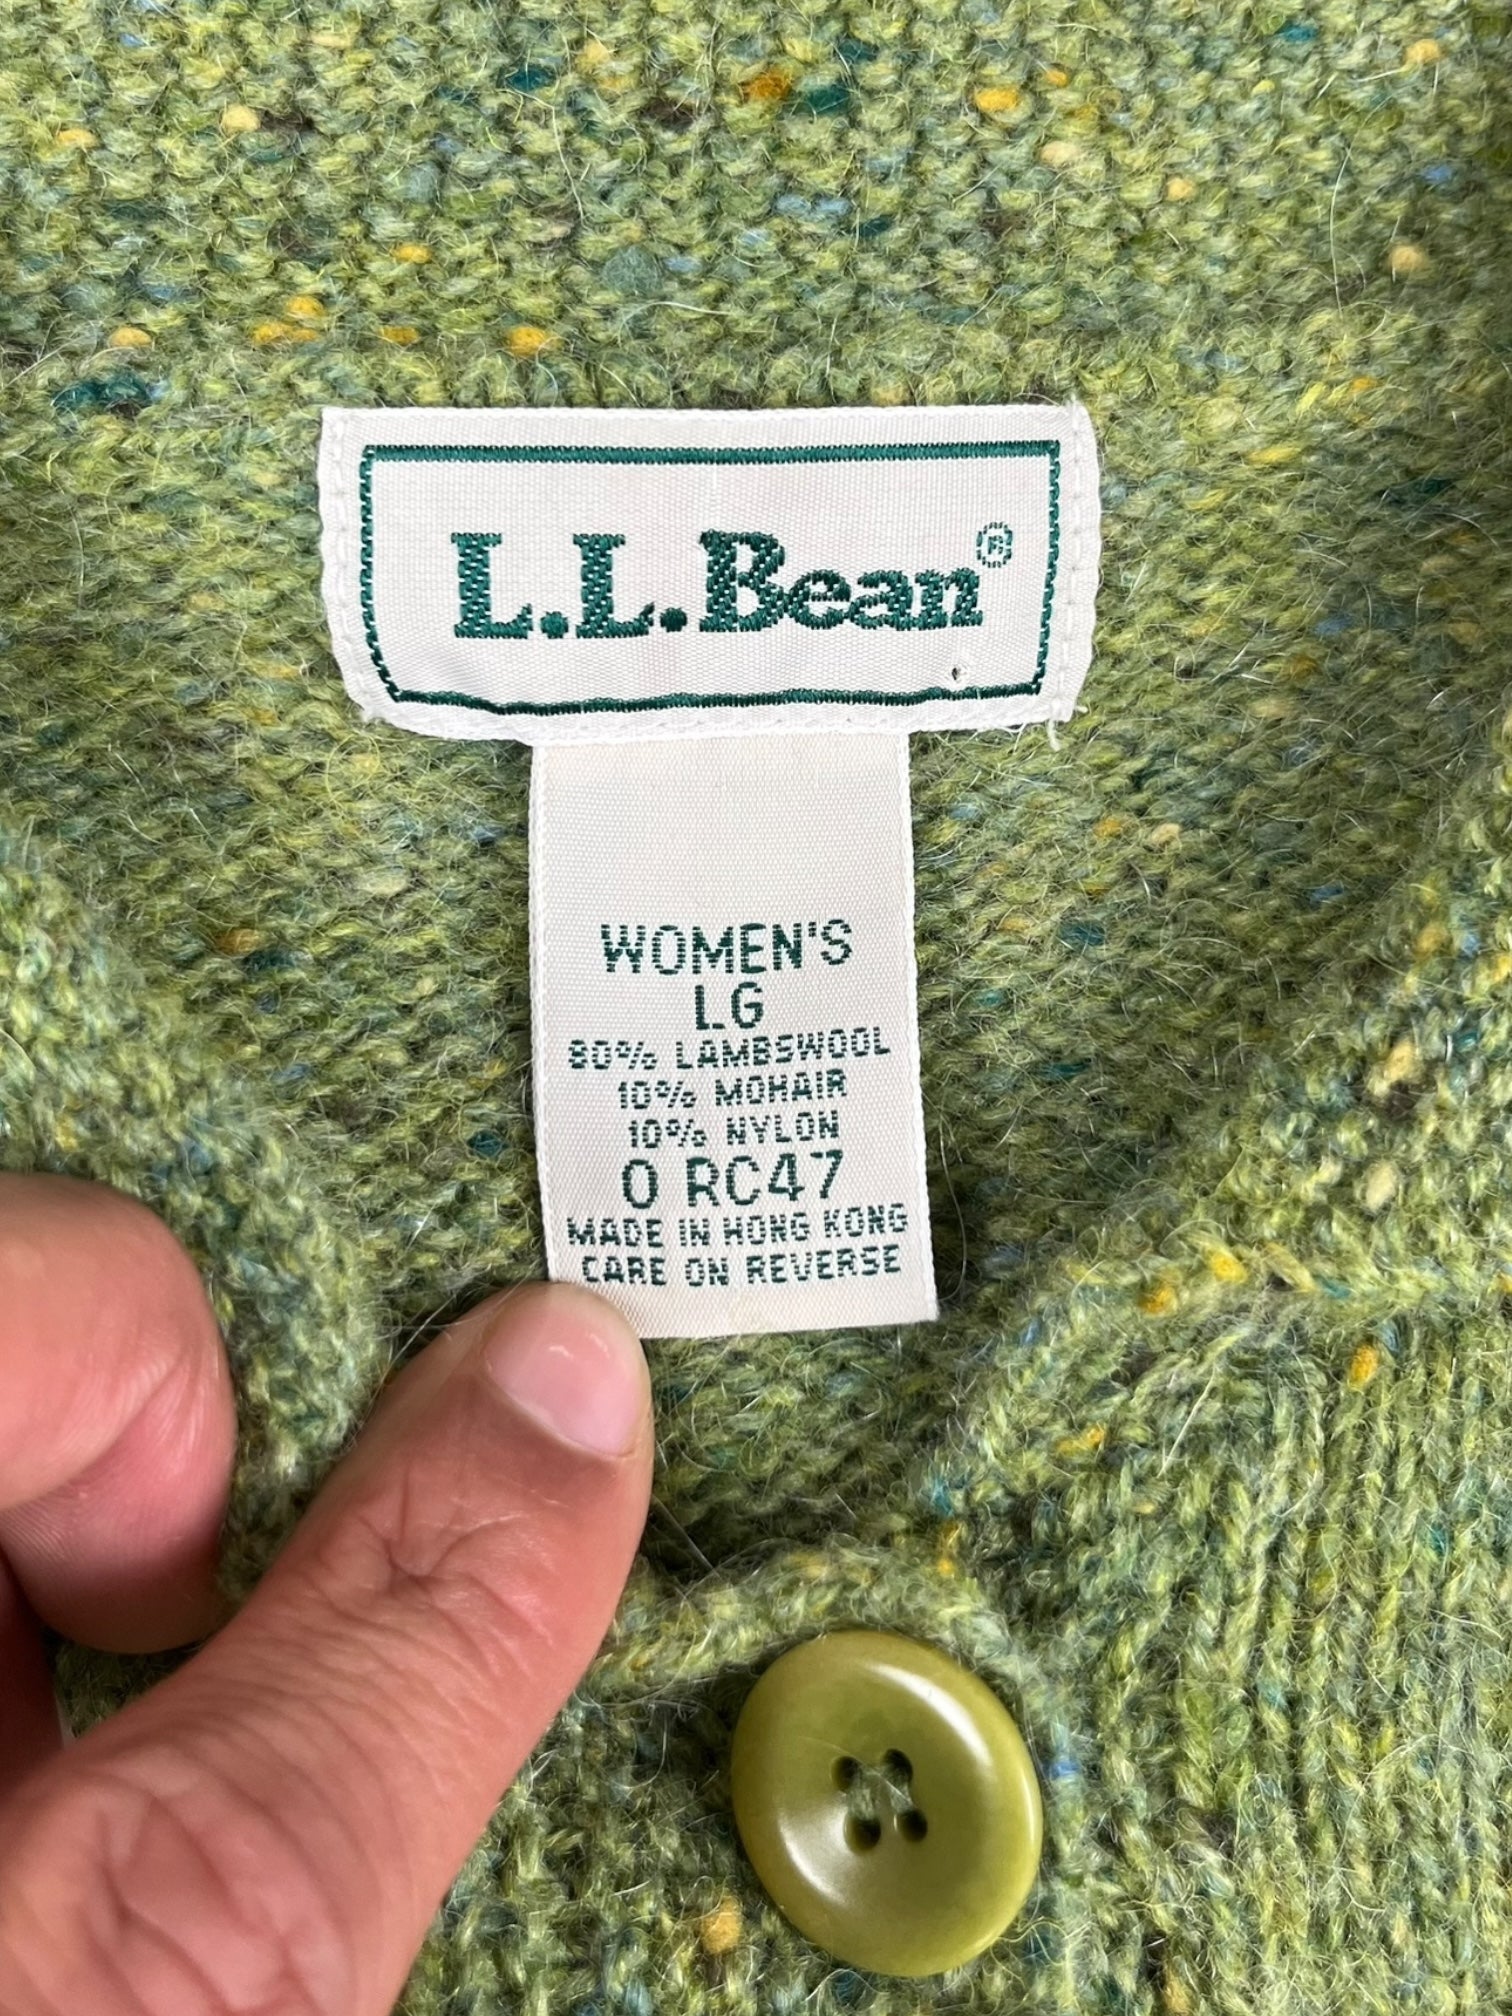 L.L.Bean®
WOMEN'S
LG
80% LAMBSWOOL
10% MOHAIR
10% NYLON
0 RC47
MADE IN HONG KONG
CARE ON REVERSE